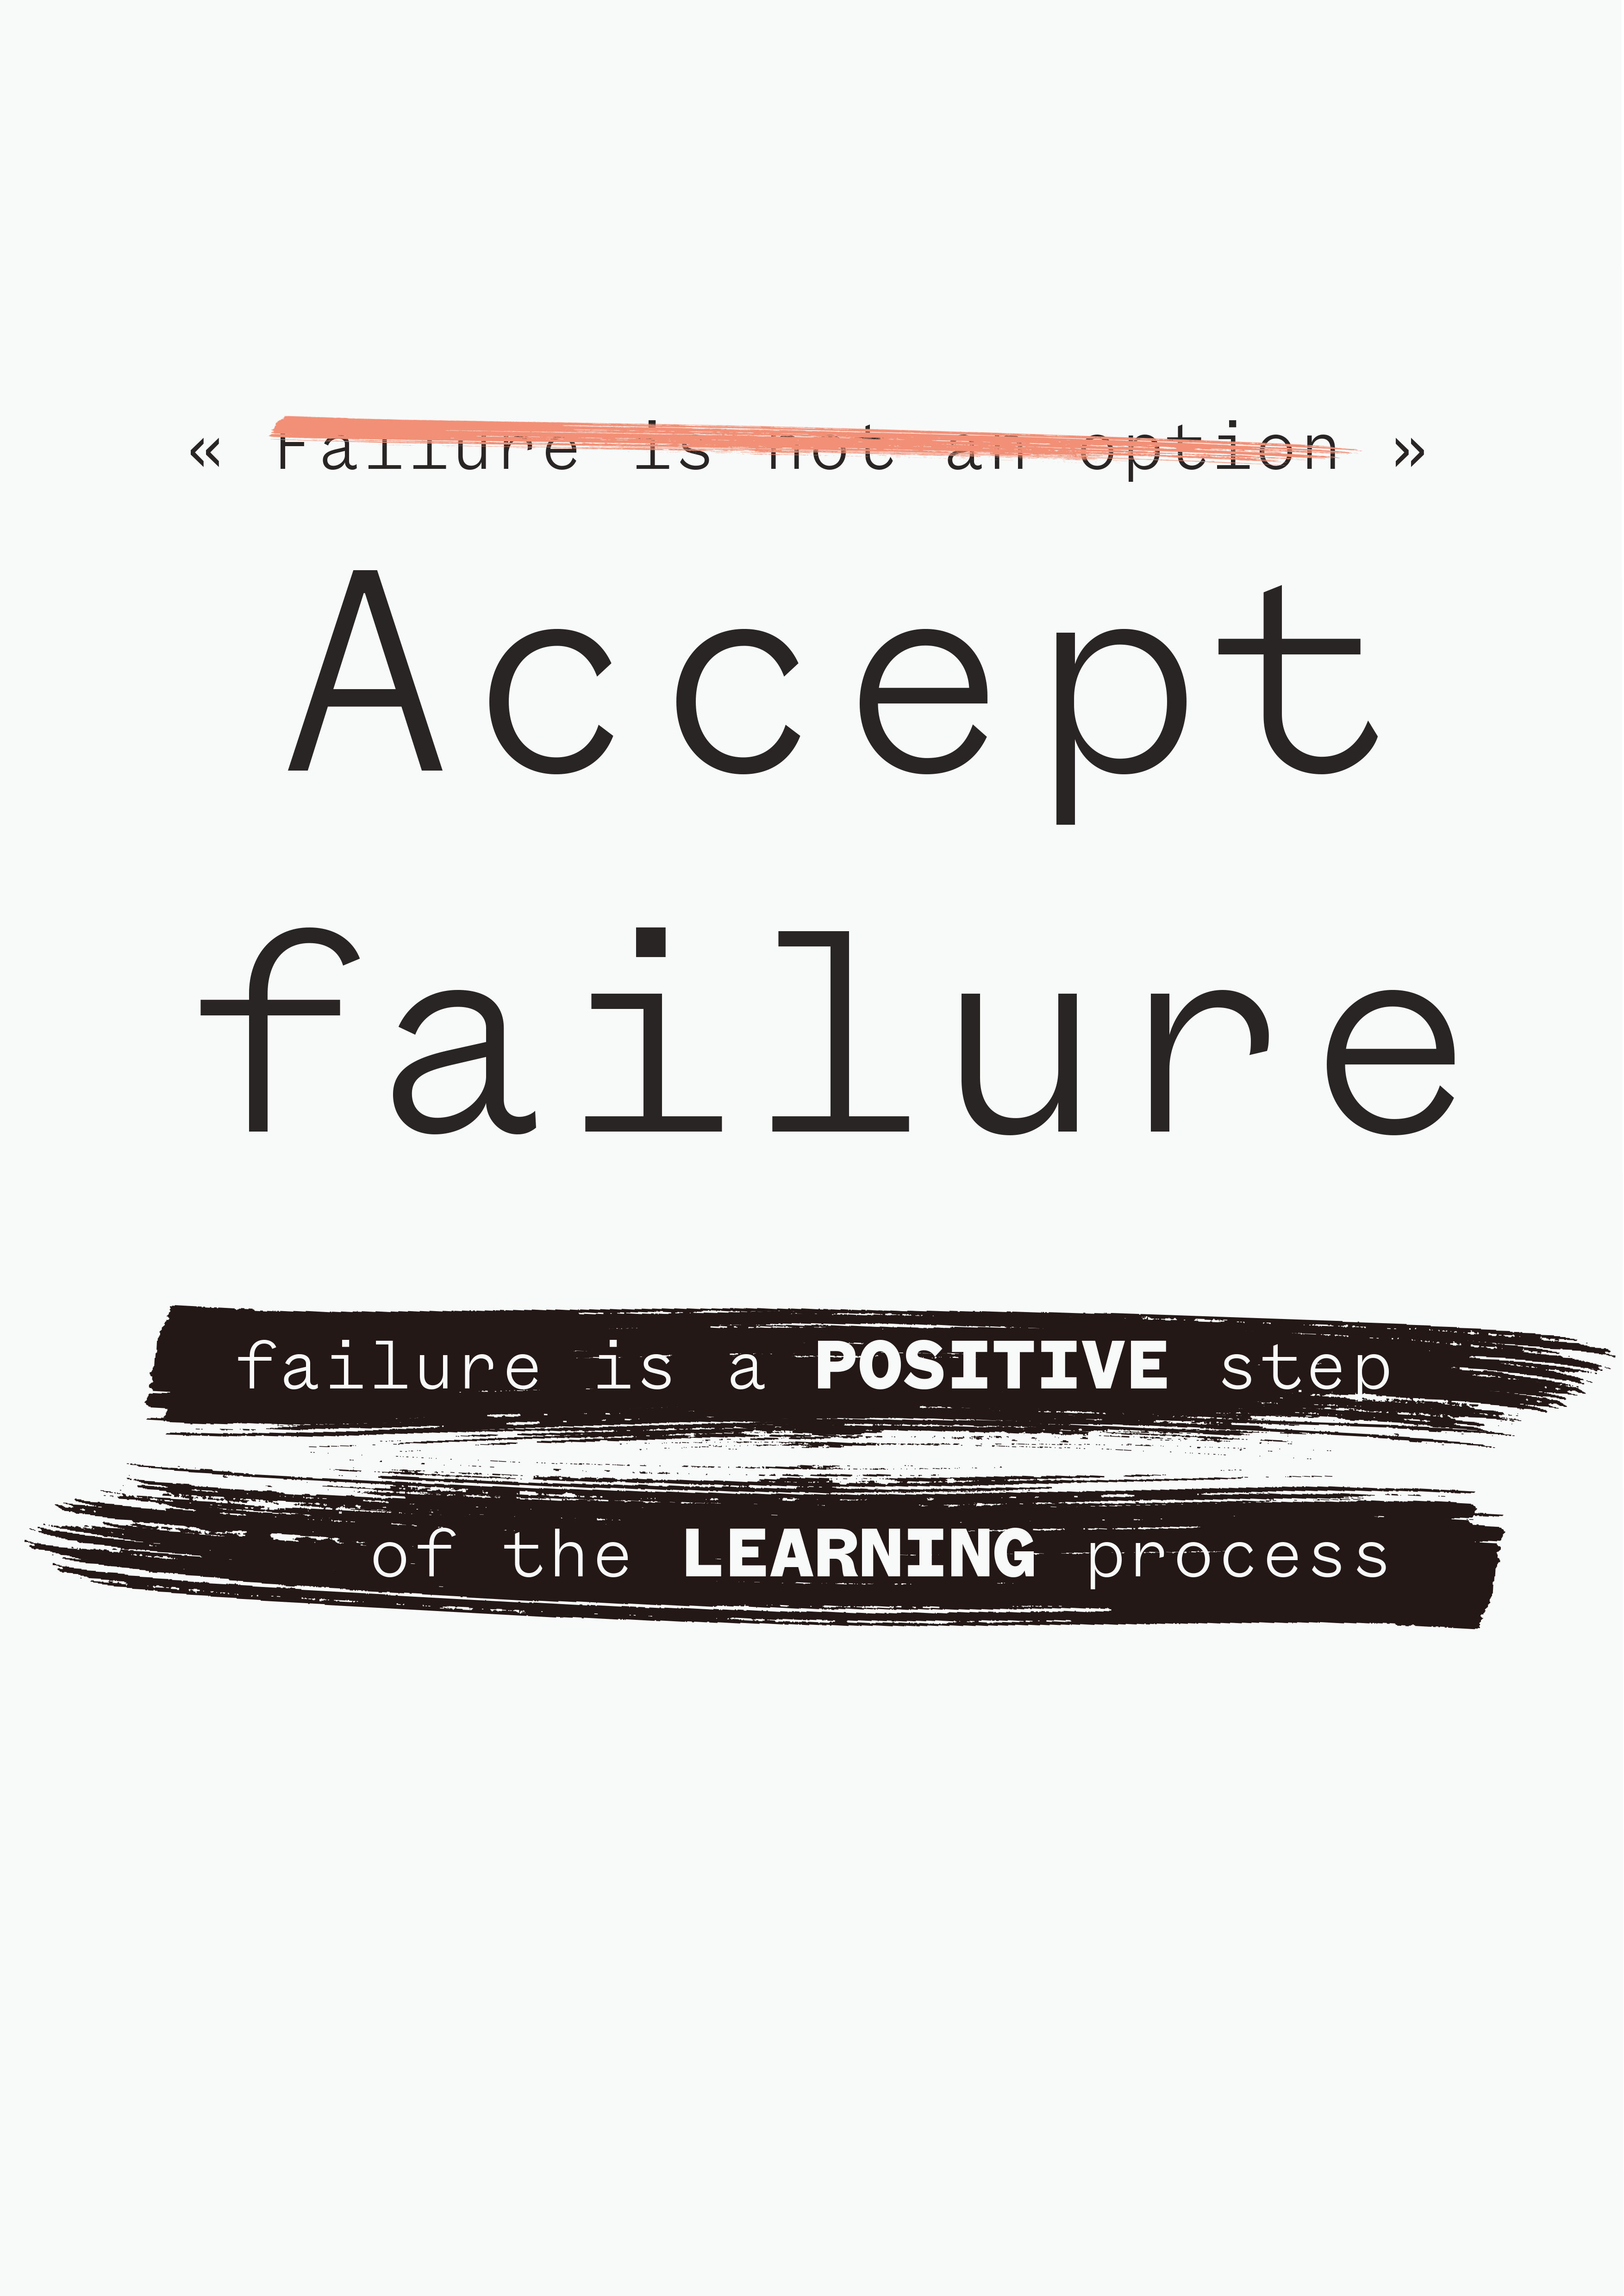 « Failure is not an option »
Accept
failure
failure is a POSITIVE step
of the LEARNING process